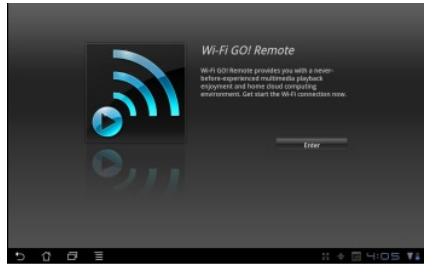 Wi-Fi GO! Remote
Wi-Fi GO! Remote provides you with a never-
before-experienced multimedia playback
enjoyment and home cloud computing
environment. Get start the Wi-Fi connection now.
Enter
4:05